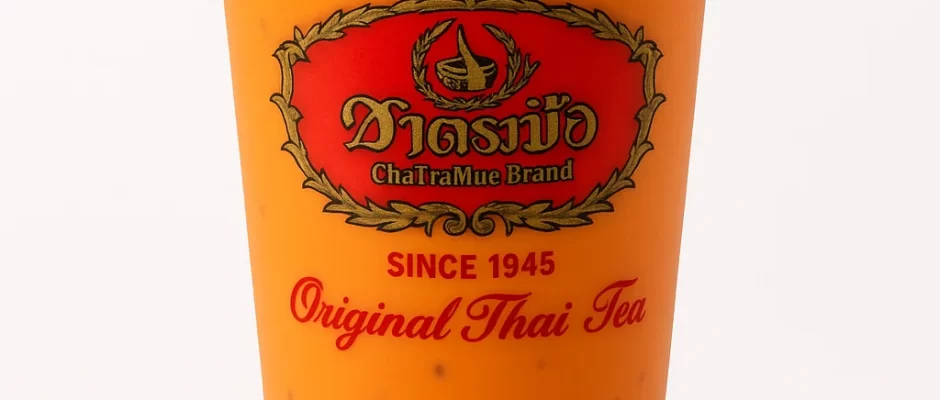 ชาตรามือ
ChaTraMue Brand
SINCE 1945
Original Thai Tea